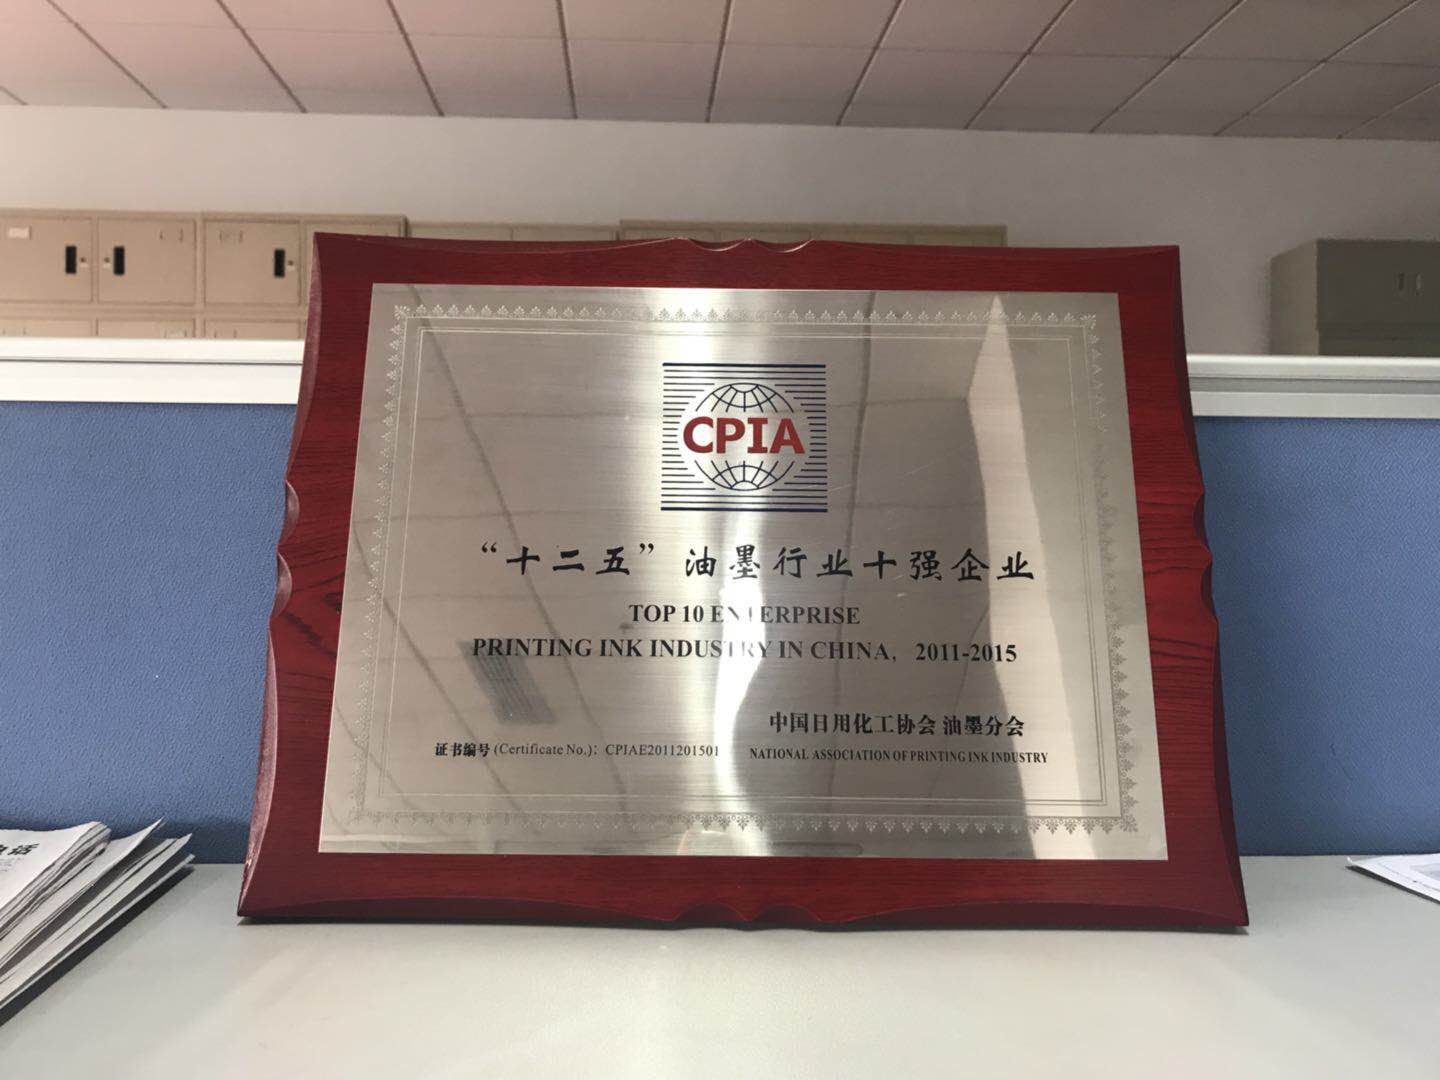 CPIA
“十二五”油墨行业十强企业
TOP 10 ENTERPRISE
PRINTING INK INDUSTRY IN CHINA, 2011-2015
中国日用化工协会 油墨分会
证书编号 (Certificate No.): CPIAE2011201501
NATIONAL ASSOCIATION OF PRINTING INK INDUSTRY